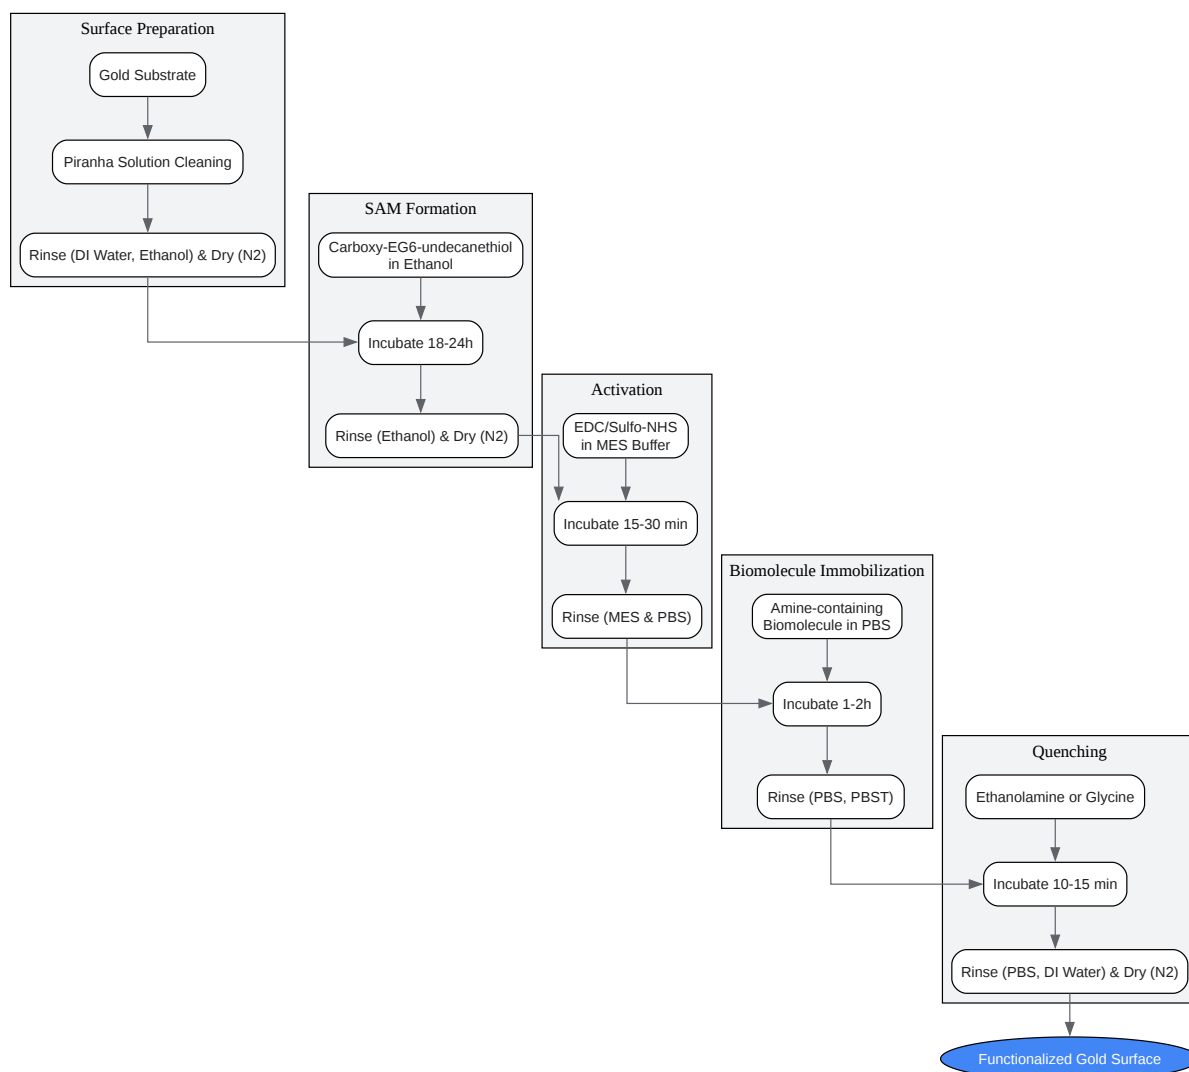 Surface Preparation
Gold Substrate
Piranha Solution Cleaning
Rinse (DI Water, Ethanol) & Dry (N2)
SAM Formation
Carboxy-EG6-undecanethiol
in Ethanol
Incubate 18-24h
Rinse (Ethanol) & Dry (N2)
Activation
EDC/Sulfo-NHS
in MES Buffer
Incubate 15-30 min
Rinse (MES & PBS)
Biomolecule Immobilization
Amine-containing
Biomolecule in PBS
Incubate 1-2h
Rinse (PBS, PBST)
Quenching
Ethanolamine or Glycine
Incubate 10-15 min
Rinse (PBS, DI Water) & Dry (N2)
Functionalized Gold Surface